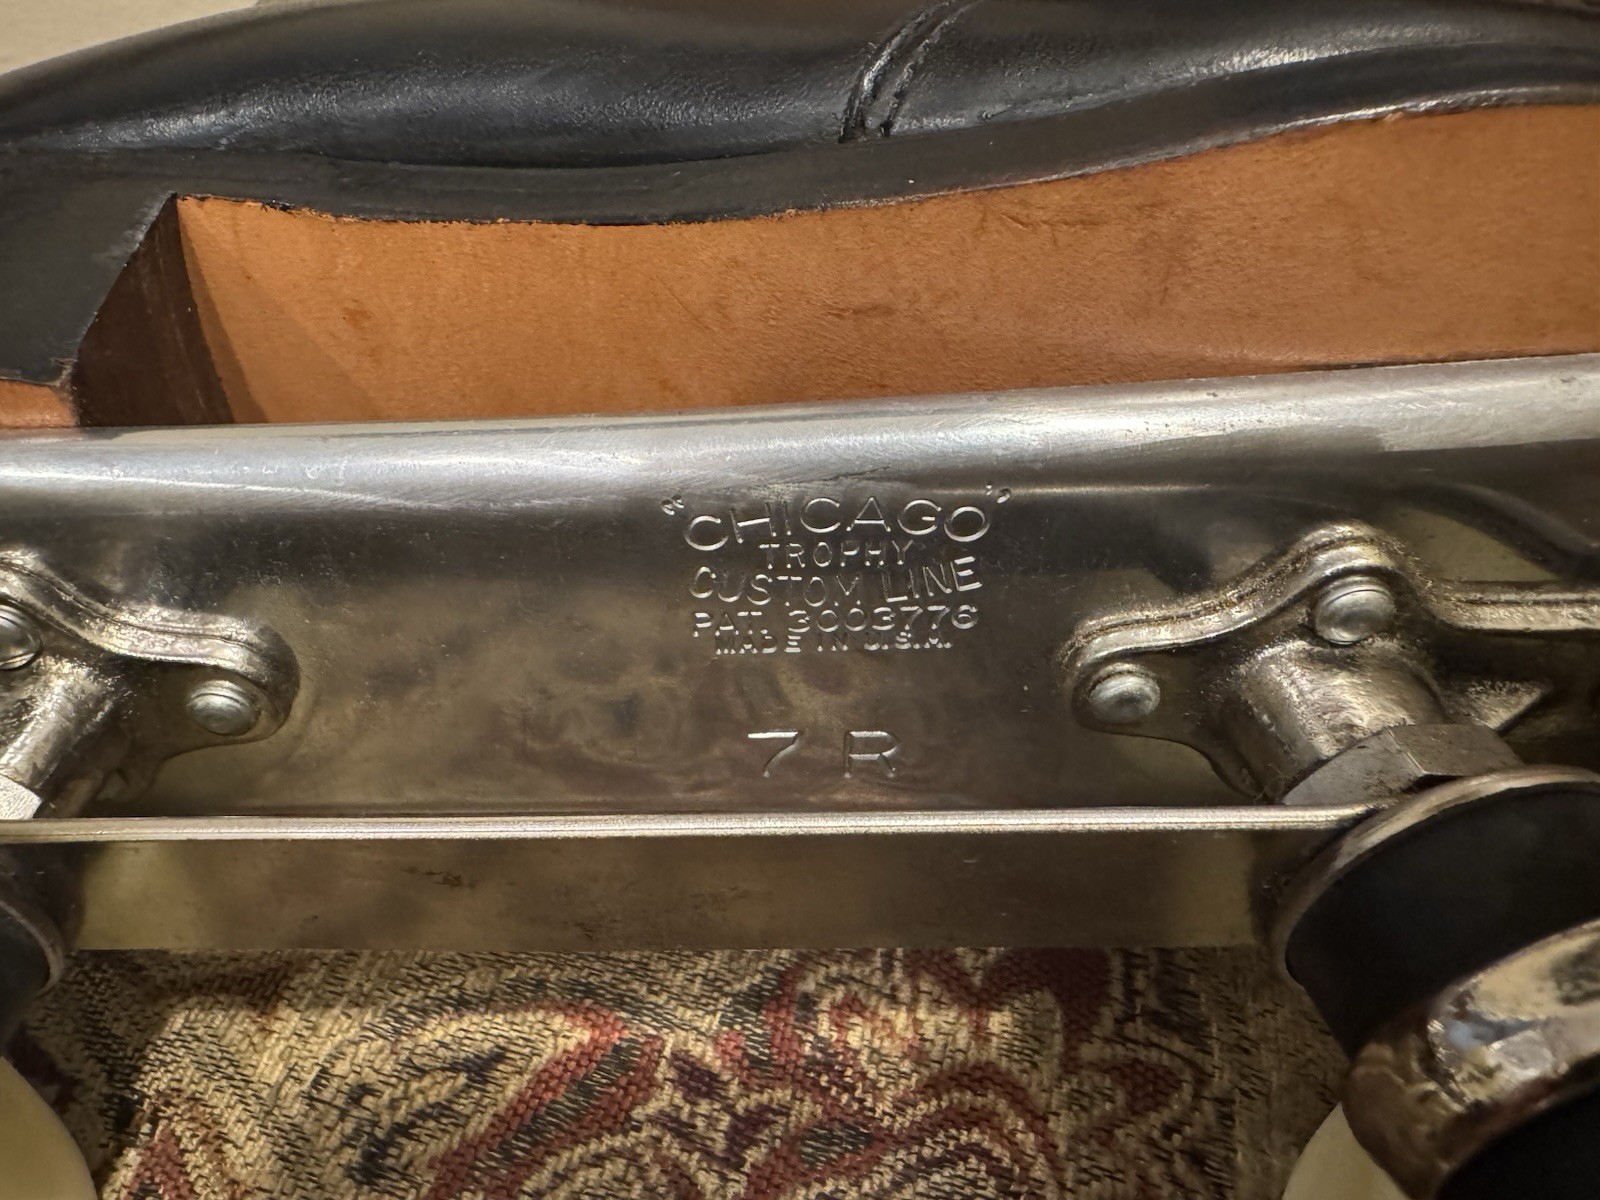 "CHICAGO"
TROPHY
CUSTOM LINE
PAT. 3003776
MADE IN U.S.A.
7 R